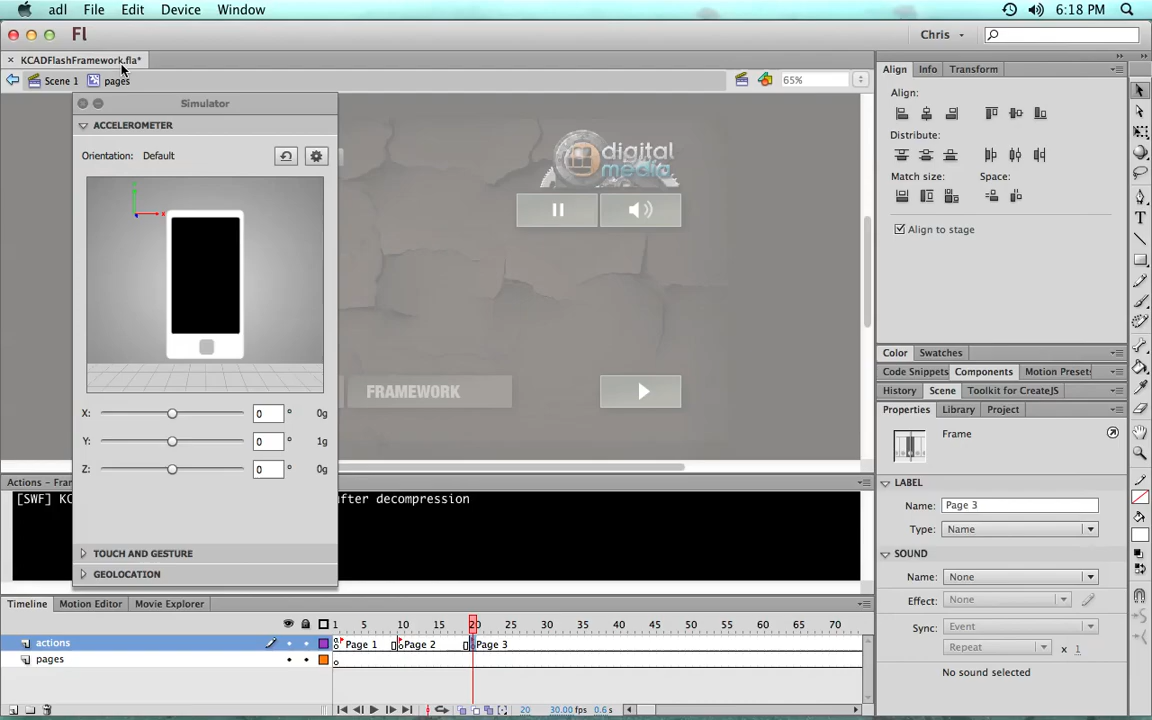 adl File Edit Device Window 6:18 PM
Fl Chris
KCADFlashFramework.fla*
Scene 1 pages 65%
Simulator
ACCELEROMETER
Orientation: Default
x
X: 0 ° 0g
Y: 0 ° 1g
Z: 0 ° 0g
TOUCH AND GESTURE
GEOLOCATION
digital
media
FRAMEWORK
Actions - Fra
[SWF] KC after decompression
Align Info Transform
Align:
Distribute:
Match size: Space:
Align to stage
Color Swatches
Code Snippets Components Motion Presets
History Scene Toolkit for CreateJS
Properties Library Project
Frame
LABEL
Name: Page 3
Type: Name
SOUND
Name: None
Effect: None
Sync: Event
Repeat x 1
No sound selected
Timeline Motion Editor Movie Explorer
1 5 10 15 20 25 30 35 40 45 50 55 60 65 70
actions Page 1 Page 2 Page 3
pages
20 30.00 fps 0.6 s